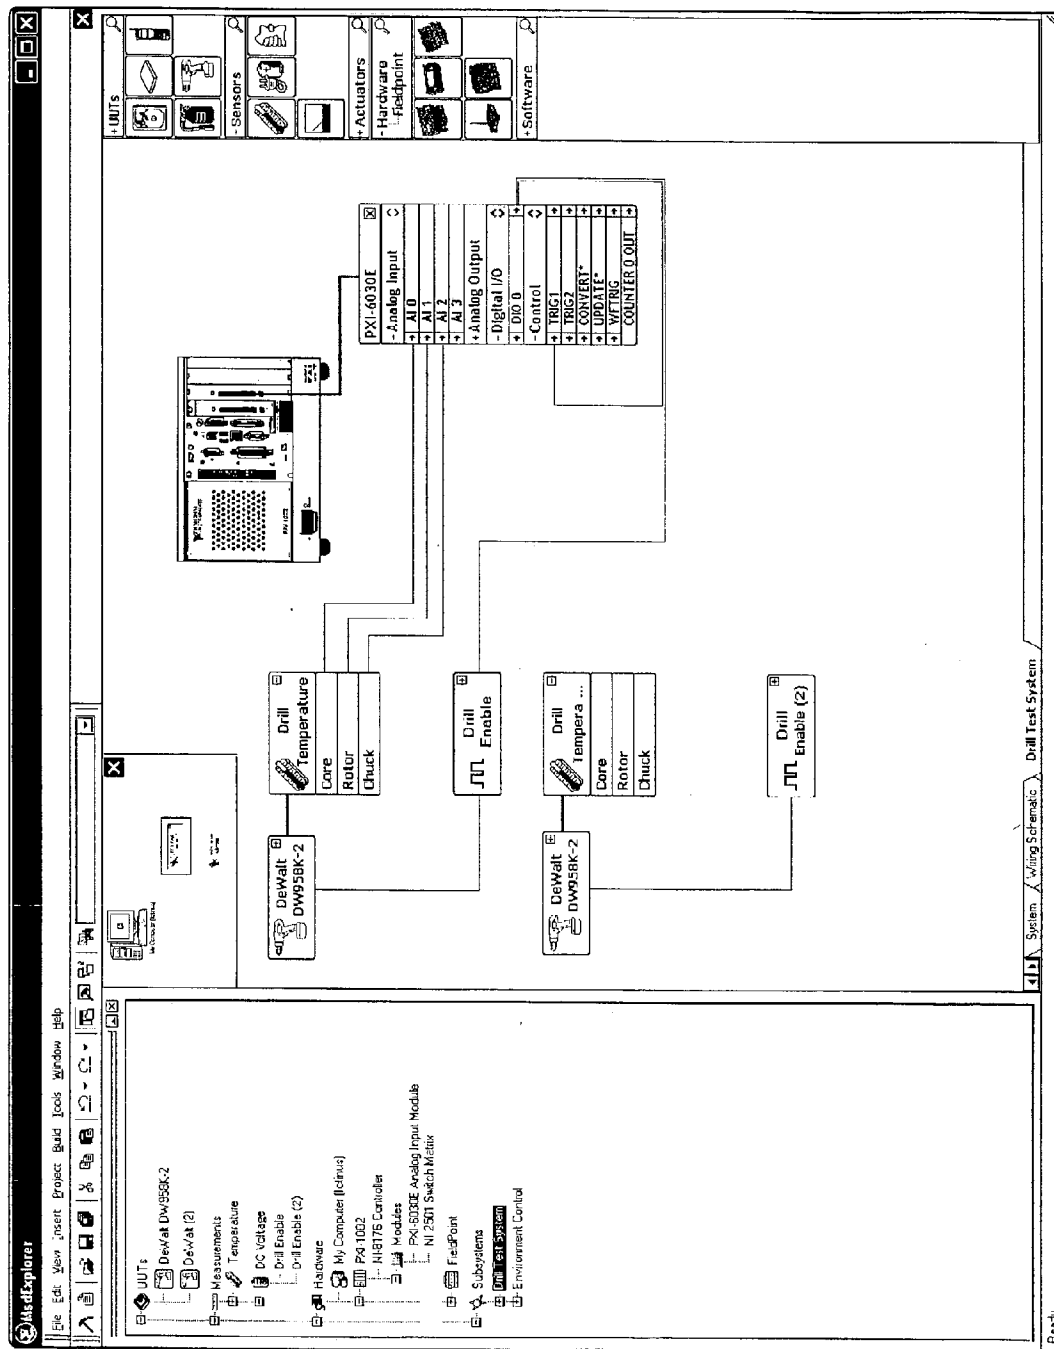 MsdExplorer
File Edit View Insert Project Build Tools Window Help
UUTs
DeWalt DW958K-2
DeWalt (2)
Measurements
Temperature
DC Voltage
Drill Enable
Drill Enable (2)
Hardware
My Computer (Ictinus)
PXI-1002
NI-8176 Controller
Modules
PXI-6030E Analog Input Module
NI 2501 Switch Matrix
FieldPoint
Subsystems
Drill Test System
Environment Control
DeWalt
DW958K-2
Drill
Temperature
Core
Rotor
Chuck
Drill
Enable
DeWalt
DW958K-2
Drill
Tempera ...
Core
Rotor
Chuck
Drill
Enable (2)
PXI-6030E
- Analog Input
AI 0
AI 1
AI 2
AI 3
+ Analog Output
- Digital I/O
DIO 0
- Control
TRIG1
TRIG2
CONVERT*
UPDATE*
WFTRIG
COUNTER 0 OUT
+ UUTs
- Sensors
+ Actuators
- Hardware
Fieldpoint
+ Software
System
Wiring Schematic
Drill Test System
Ready